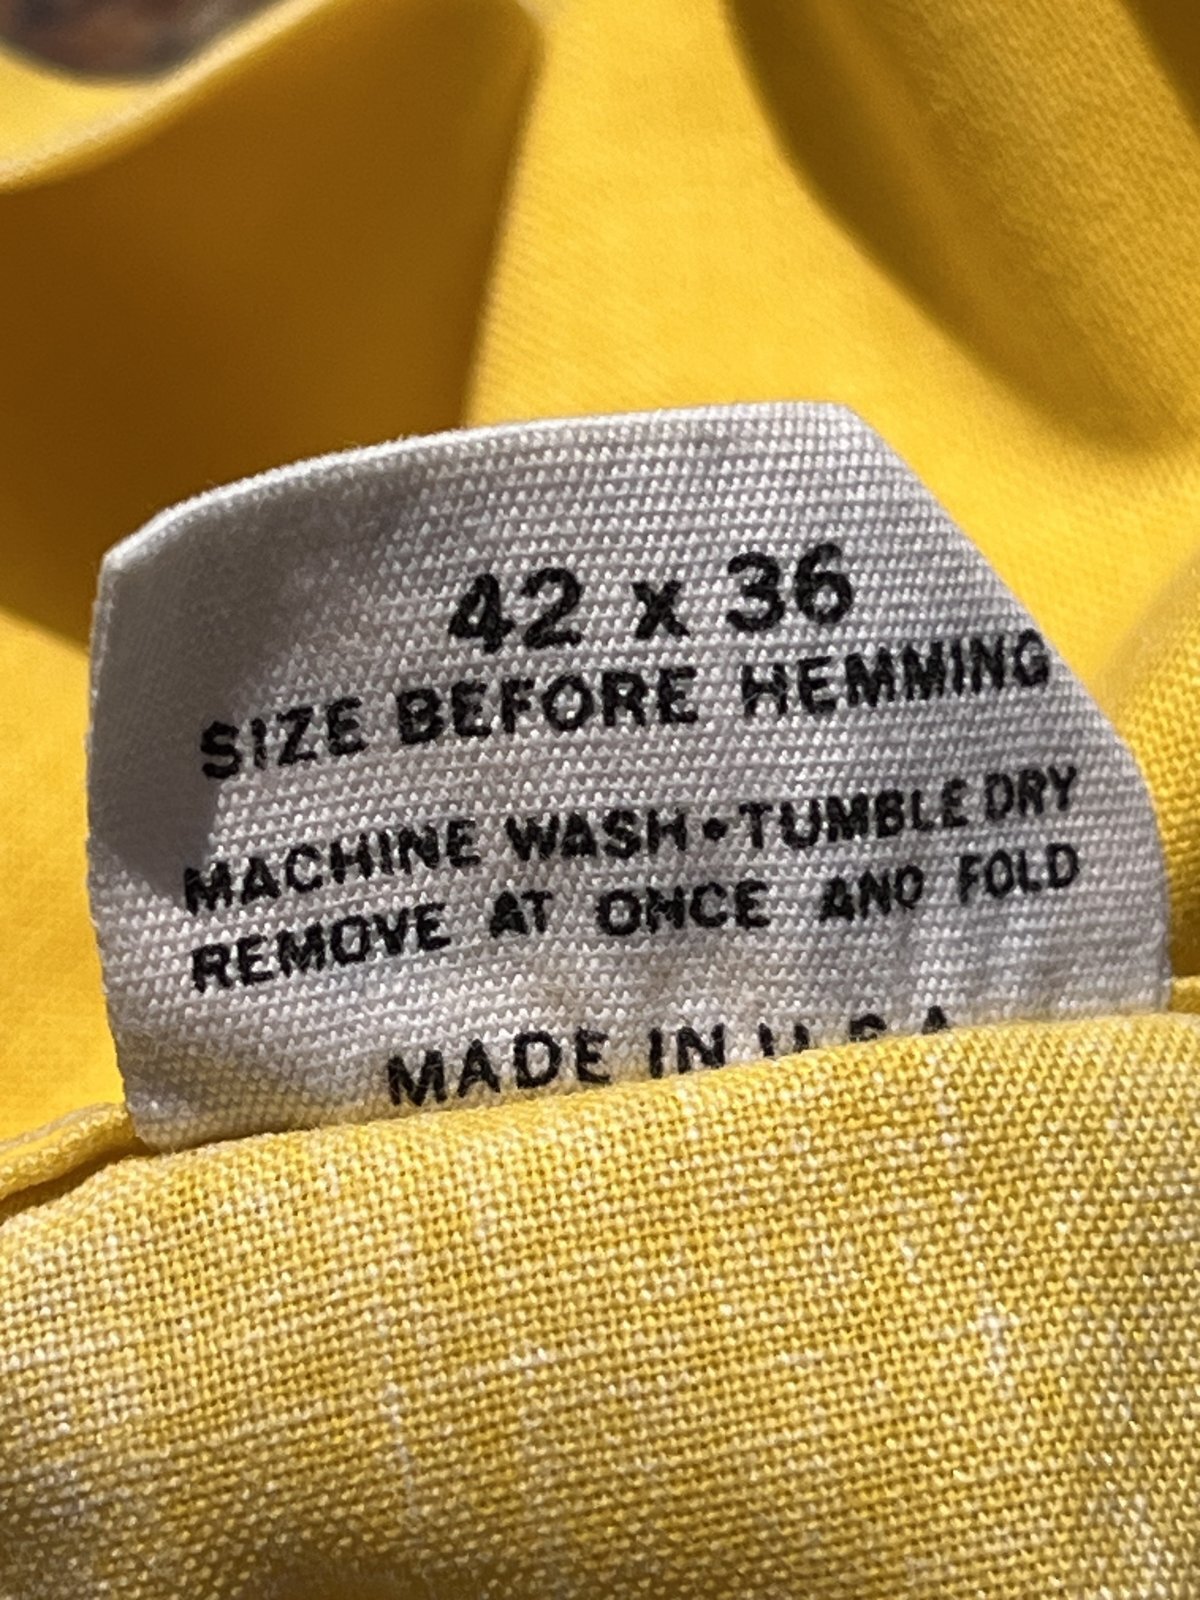 42 x 36
SIZE BEFORE HEMMING
MACHINE WASH • TUMBLE DRY
REMOVE AT ONCE AND FOLD
MADE IN U.S.A